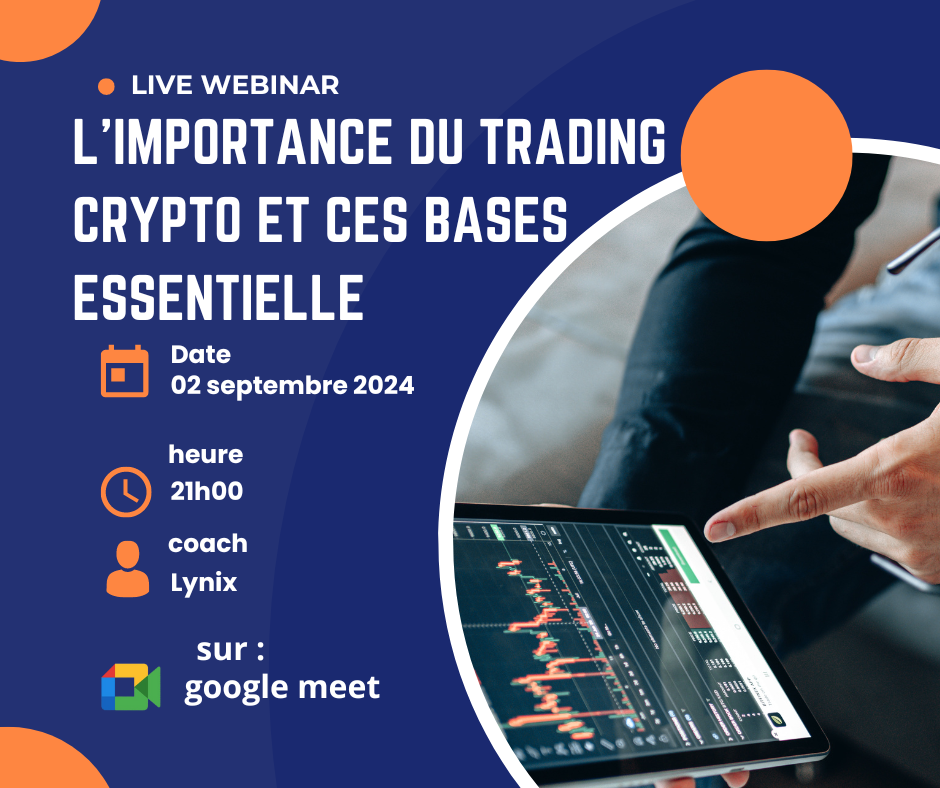 LIVE WEBINAR
L'IMPORTANCE DU TRADING
CRYPTO ET CES BASES
ESSENTIELLE
Date
02 septembre 2024
heure
21h00
coach
Lynix
sur :
google meet